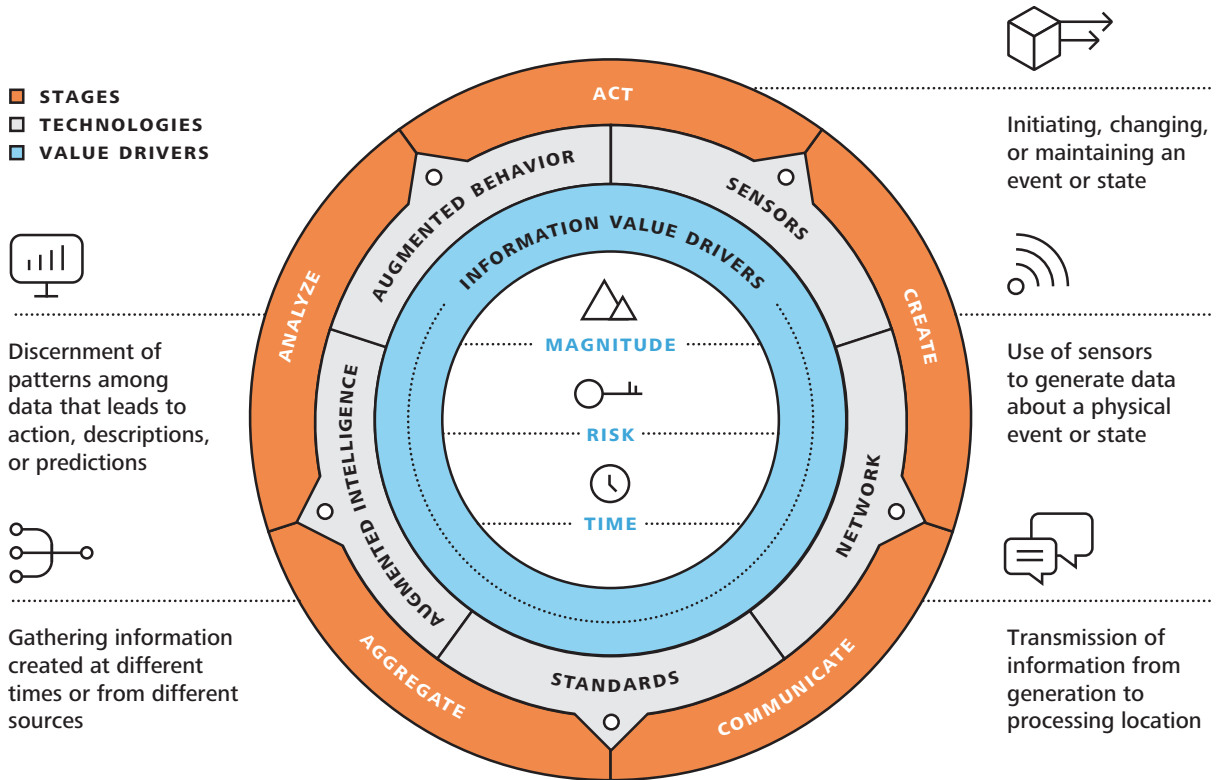 STAGES
TECHNOLOGIES
VALUE DRIVERS
ACT
Initiating, changing,
or maintaining an
event or state
CREATE
Use of sensors
to generate data
about a physical
event or state
COMMUNICATE
Transmission of
information from
generation to
processing location
AGGREGATE
Gathering information
created at different
times or from different
sources
ANALYZE
Discernment of
patterns among
data that leads to
action, descriptions,
or predictions
AUGMENTED BEHAVIOR
SENSORS
NETWORK
STANDARDS
AUGMENTED INTELLIGENCE
INFORMATION VALUE DRIVERS
MAGNITUDE
RISK
TIME